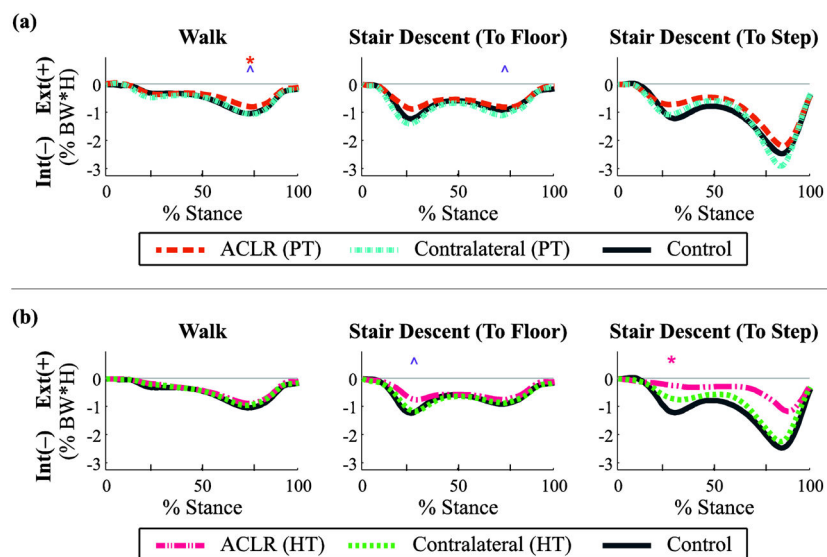 (a)
Walk
Stair Descent (To Floor)
Stair Descent (To Step)
*
^
^
Int(–) Ext(+)
(% BW*H)
0
-1
-2
-3
0
-1
-2
-3
0
-1
-2
-3
0 50 100
0 50 100
0 50 100
% Stance
% Stance
% Stance
ACLR (PT) Contralateral (PT) Control
(b)
Walk
Stair Descent (To Floor)
Stair Descent (To Step)
^
*
Int(–) Ext(+)
(% BW*H)
0
-1
-2
-3
0
-1
-2
-3
0
-1
-2
-3
0 50 100
0 50 100
0 50 100
% Stance
% Stance
% Stance
ACLR (HT) Contralateral (HT) Control